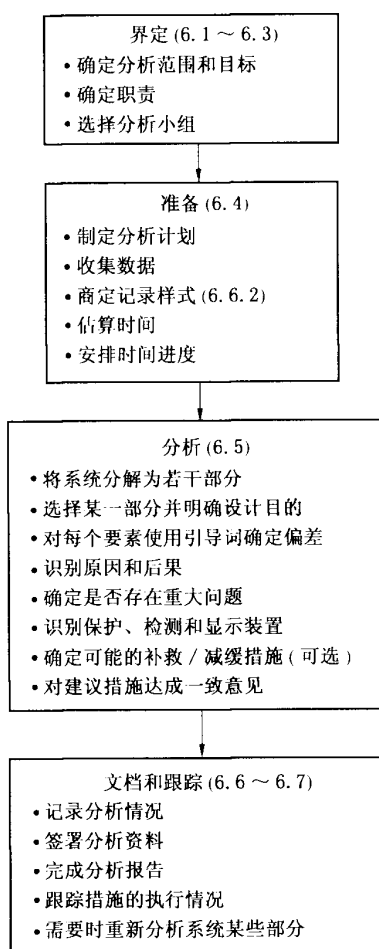 界定(6.1～6.3)
•确定分析范围和目标
•确定职责
•选择分析小组
准备(6.4)
•制定分析计划
•收集数据
•商定记录样式(6.6.2)
•估算时间
•安排时间进度
分析(6.5)
•将系统分解为若干部分
•选择某一部分并明确设计目的
•对每个要素使用引导词确定偏差
•识别原因和后果
•确定是否存在重大问题
•识别保护、检测和显示装置
•确定可能的补救/减缓措施(可选)
•对建议措施达成一致意见
文档和跟踪(6.6～6.7)
•记录分析情况
•签署分析资料
•完成分析报告
•跟踪措施的执行情况
•需要时重新分析系统某些部分